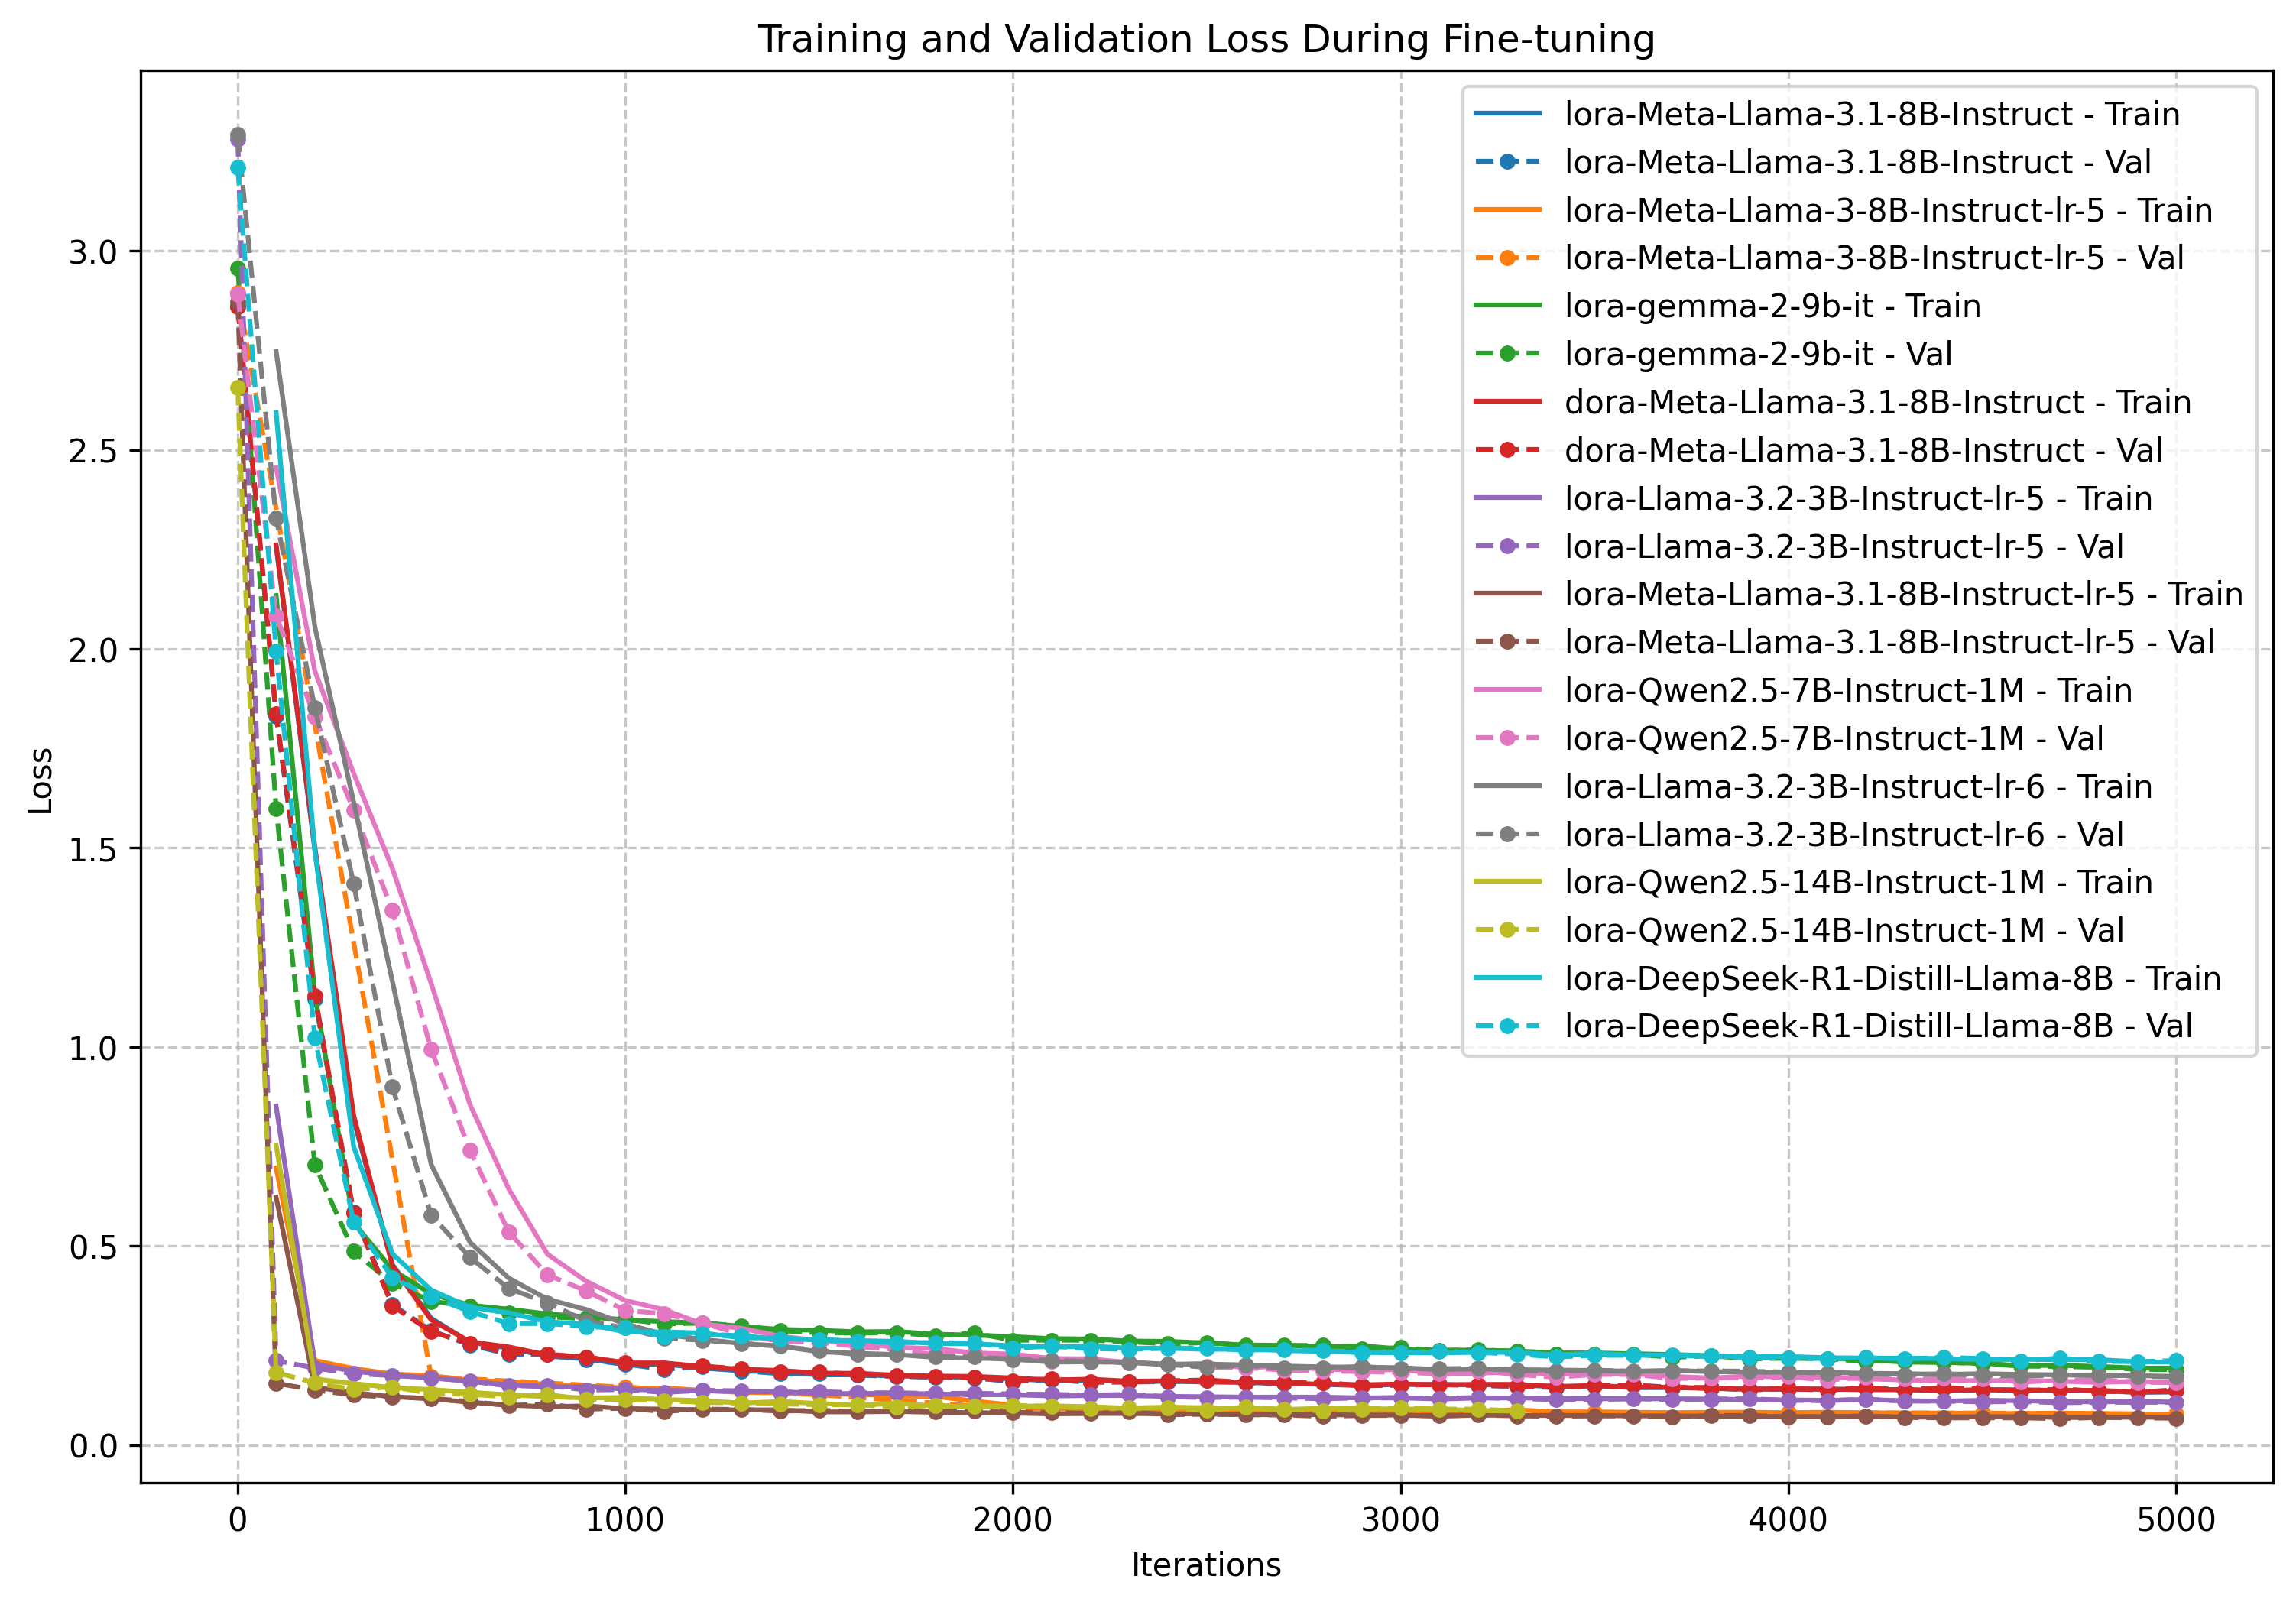 Training and Validation Loss During Fine-tuning
lora-Meta-Llama-3.1-8B-Instruct - Train
lora-Meta-Llama-3.1-8B-Instruct - Val
lora-Meta-Llama-3-8B-Instruct-lr-5 - Train
lora-Meta-Llama-3-8B-Instruct-lr-5 - Val
lora-gemma-2-9b-it - Train
lora-gemma-2-9b-it - Val
dora-Meta-Llama-3.1-8B-Instruct - Train
dora-Meta-Llama-3.1-8B-Instruct - Val
lora-Llama-3.2-3B-Instruct-lr-5 - Train
lora-Llama-3.2-3B-Instruct-lr-5 - Val
lora-Meta-Llama-3.1-8B-Instruct-lr-5 - Train
lora-Meta-Llama-3.1-8B-Instruct-lr-5 - Val
lora-Qwen2.5-7B-Instruct-1M - Train
lora-Qwen2.5-7B-Instruct-1M - Val
lora-Llama-3.2-3B-Instruct-lr-6 - Train
lora-Llama-3.2-3B-Instruct-lr-6 - Val
lora-Qwen2.5-14B-Instruct-1M - Train
lora-Qwen2.5-14B-Instruct-1M - Val
lora-DeepSeek-R1-Distill-Llama-8B - Train
lora-DeepSeek-R1-Distill-Llama-8B - Val
Loss
3.0
2.5
2.0
1.5
1.0
0.5
0.0
0 1000 2000 3000 4000 5000
Iterations